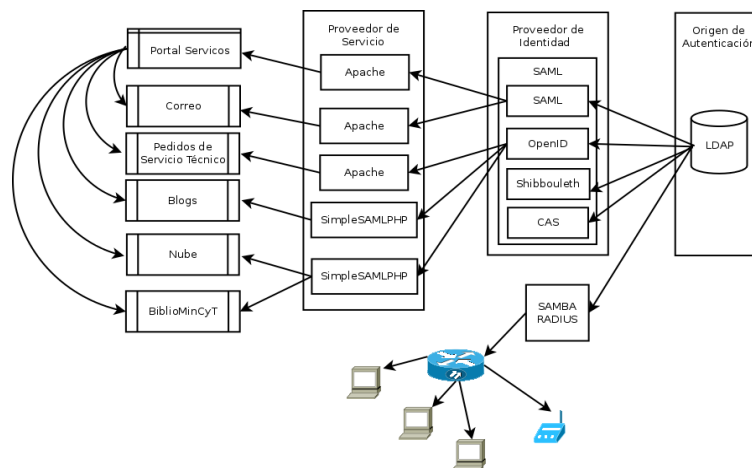 Portal Servicos
Correo
Pedidos de
Servicio Técnico
Blogs
Nube
BiblioMinCyT
Proveedor de
Servicio
Apache
Apache
Apache
SimpleSAMLPHP
SimpleSAMLPHP
Proveedor de
Identidad
SAML
SAML
OpenID
Shibbouleth
CAS
SAMBA
RADIUS
Origen de
Autenticación
LDAP